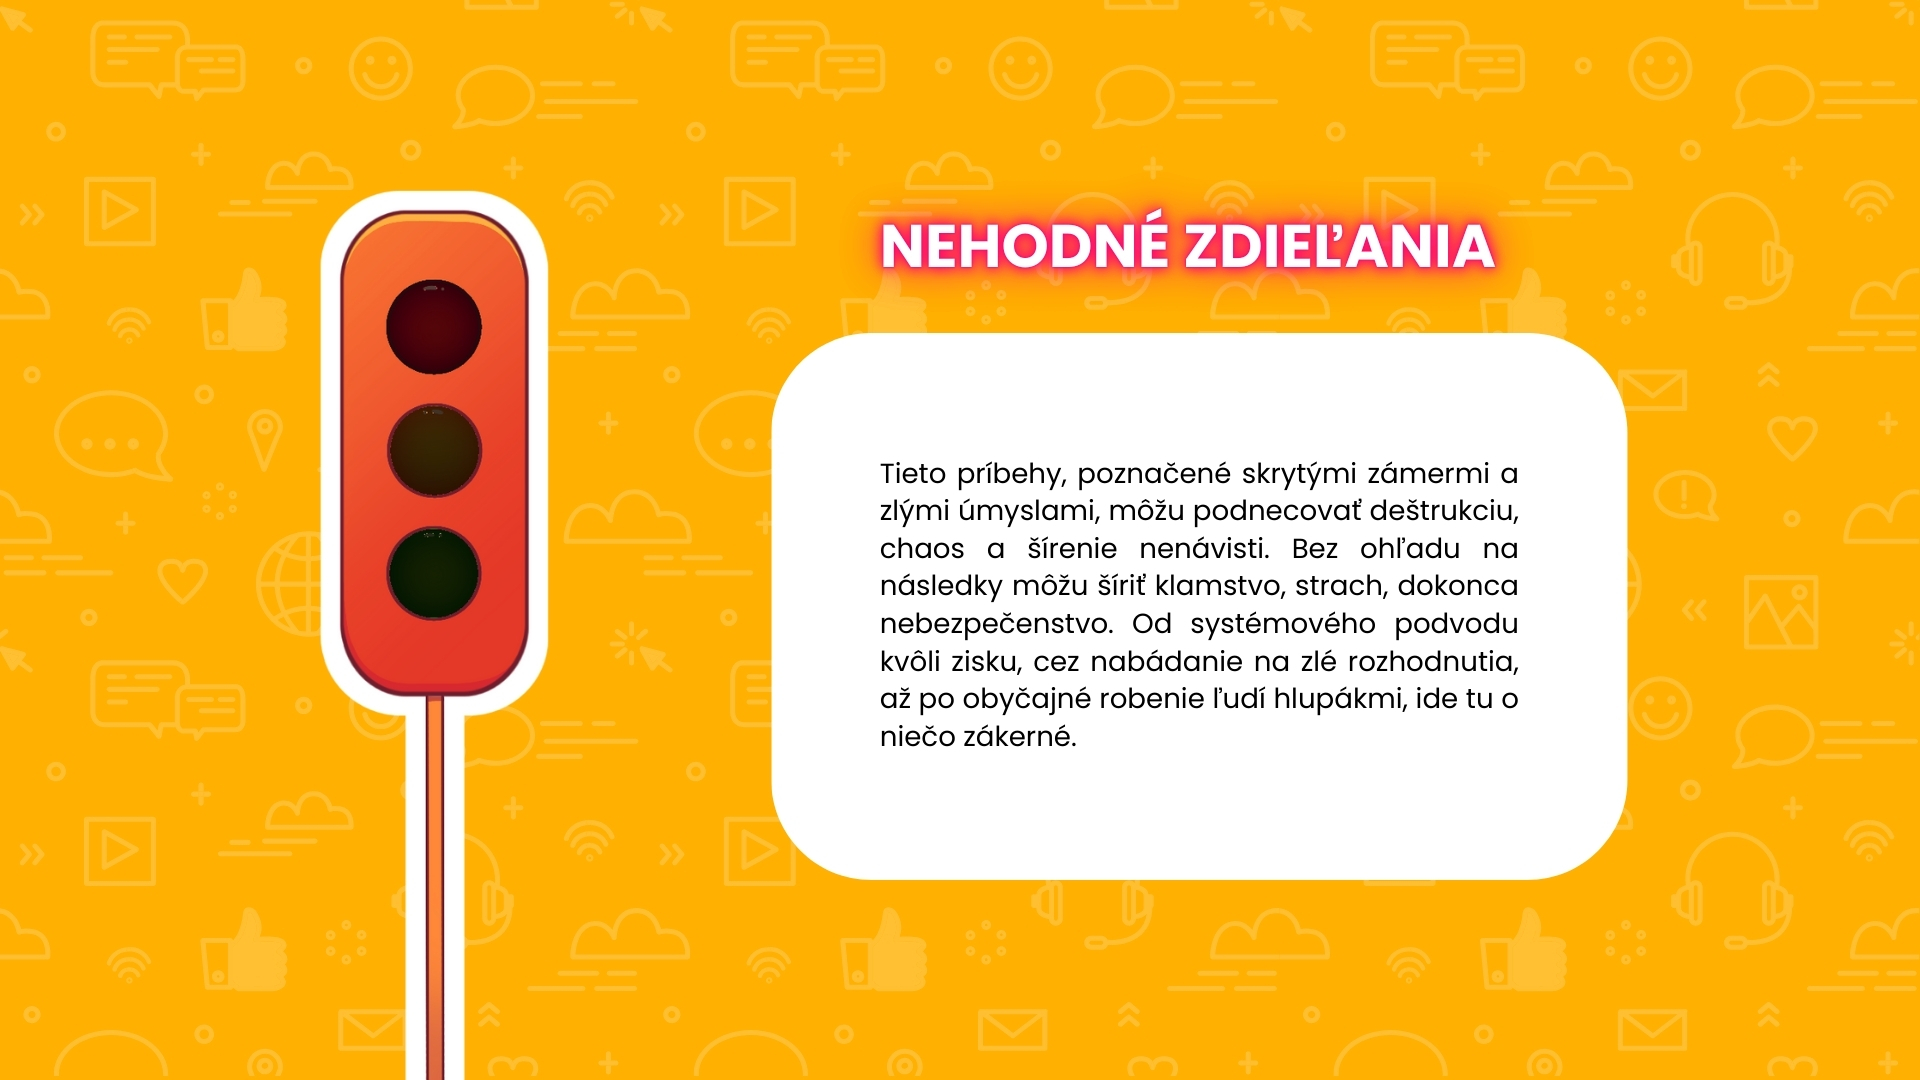 NEHODNÉ ZDIEĽANIA
Tieto príbehy, poznačené skrytými zámermi a
zlými úmyslami, môžu podnecovať deštrukciu,
chaos a šírenie nenávisti. Bez ohľadu na
následky môžu šíriť klamstvo, strach, dokonca
nebezpečenstvo. Od systémového podvodu
kvôli zisku, cez nabádanie na zlé rozhodnutia,
až po obyčajné robenie ľudí hlupákmi, ide tu o
niečo zákerné.